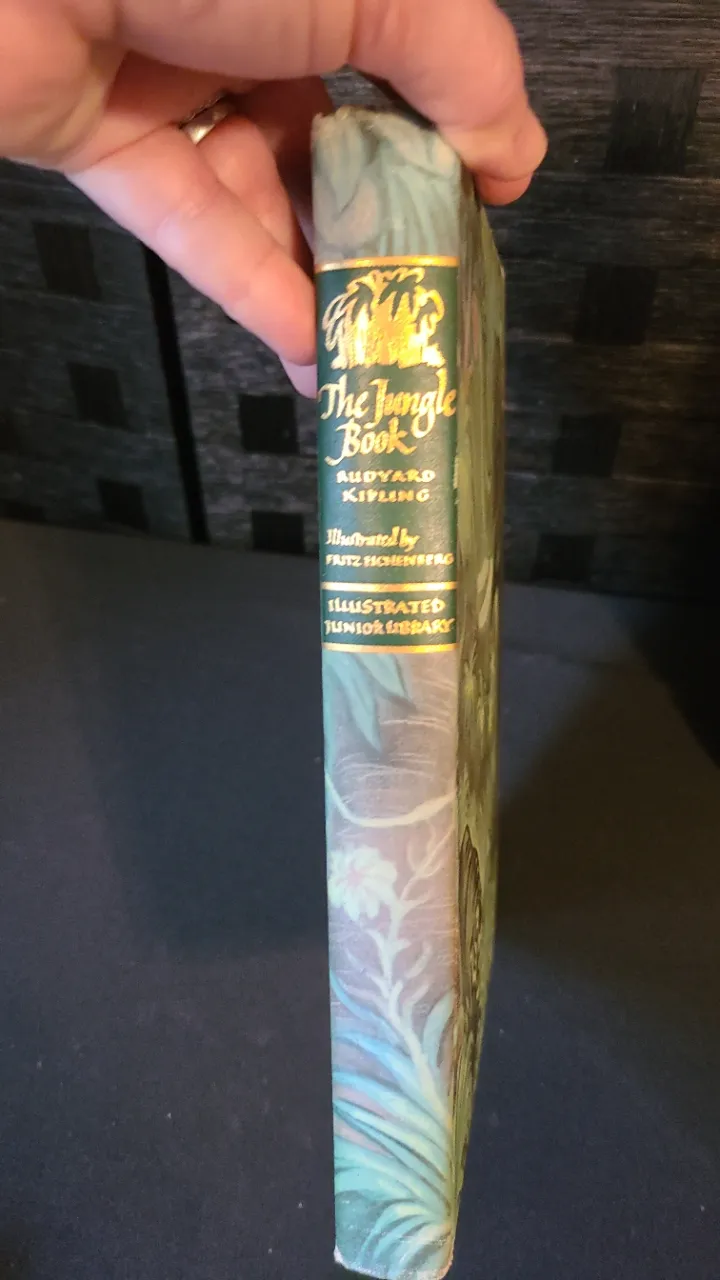 The Jungle
Book
RUDYARD
KIPLING
Illustrated by
FRITZ EICHENBERG
ILLUSTRATED
JUNIOR LIBRARY